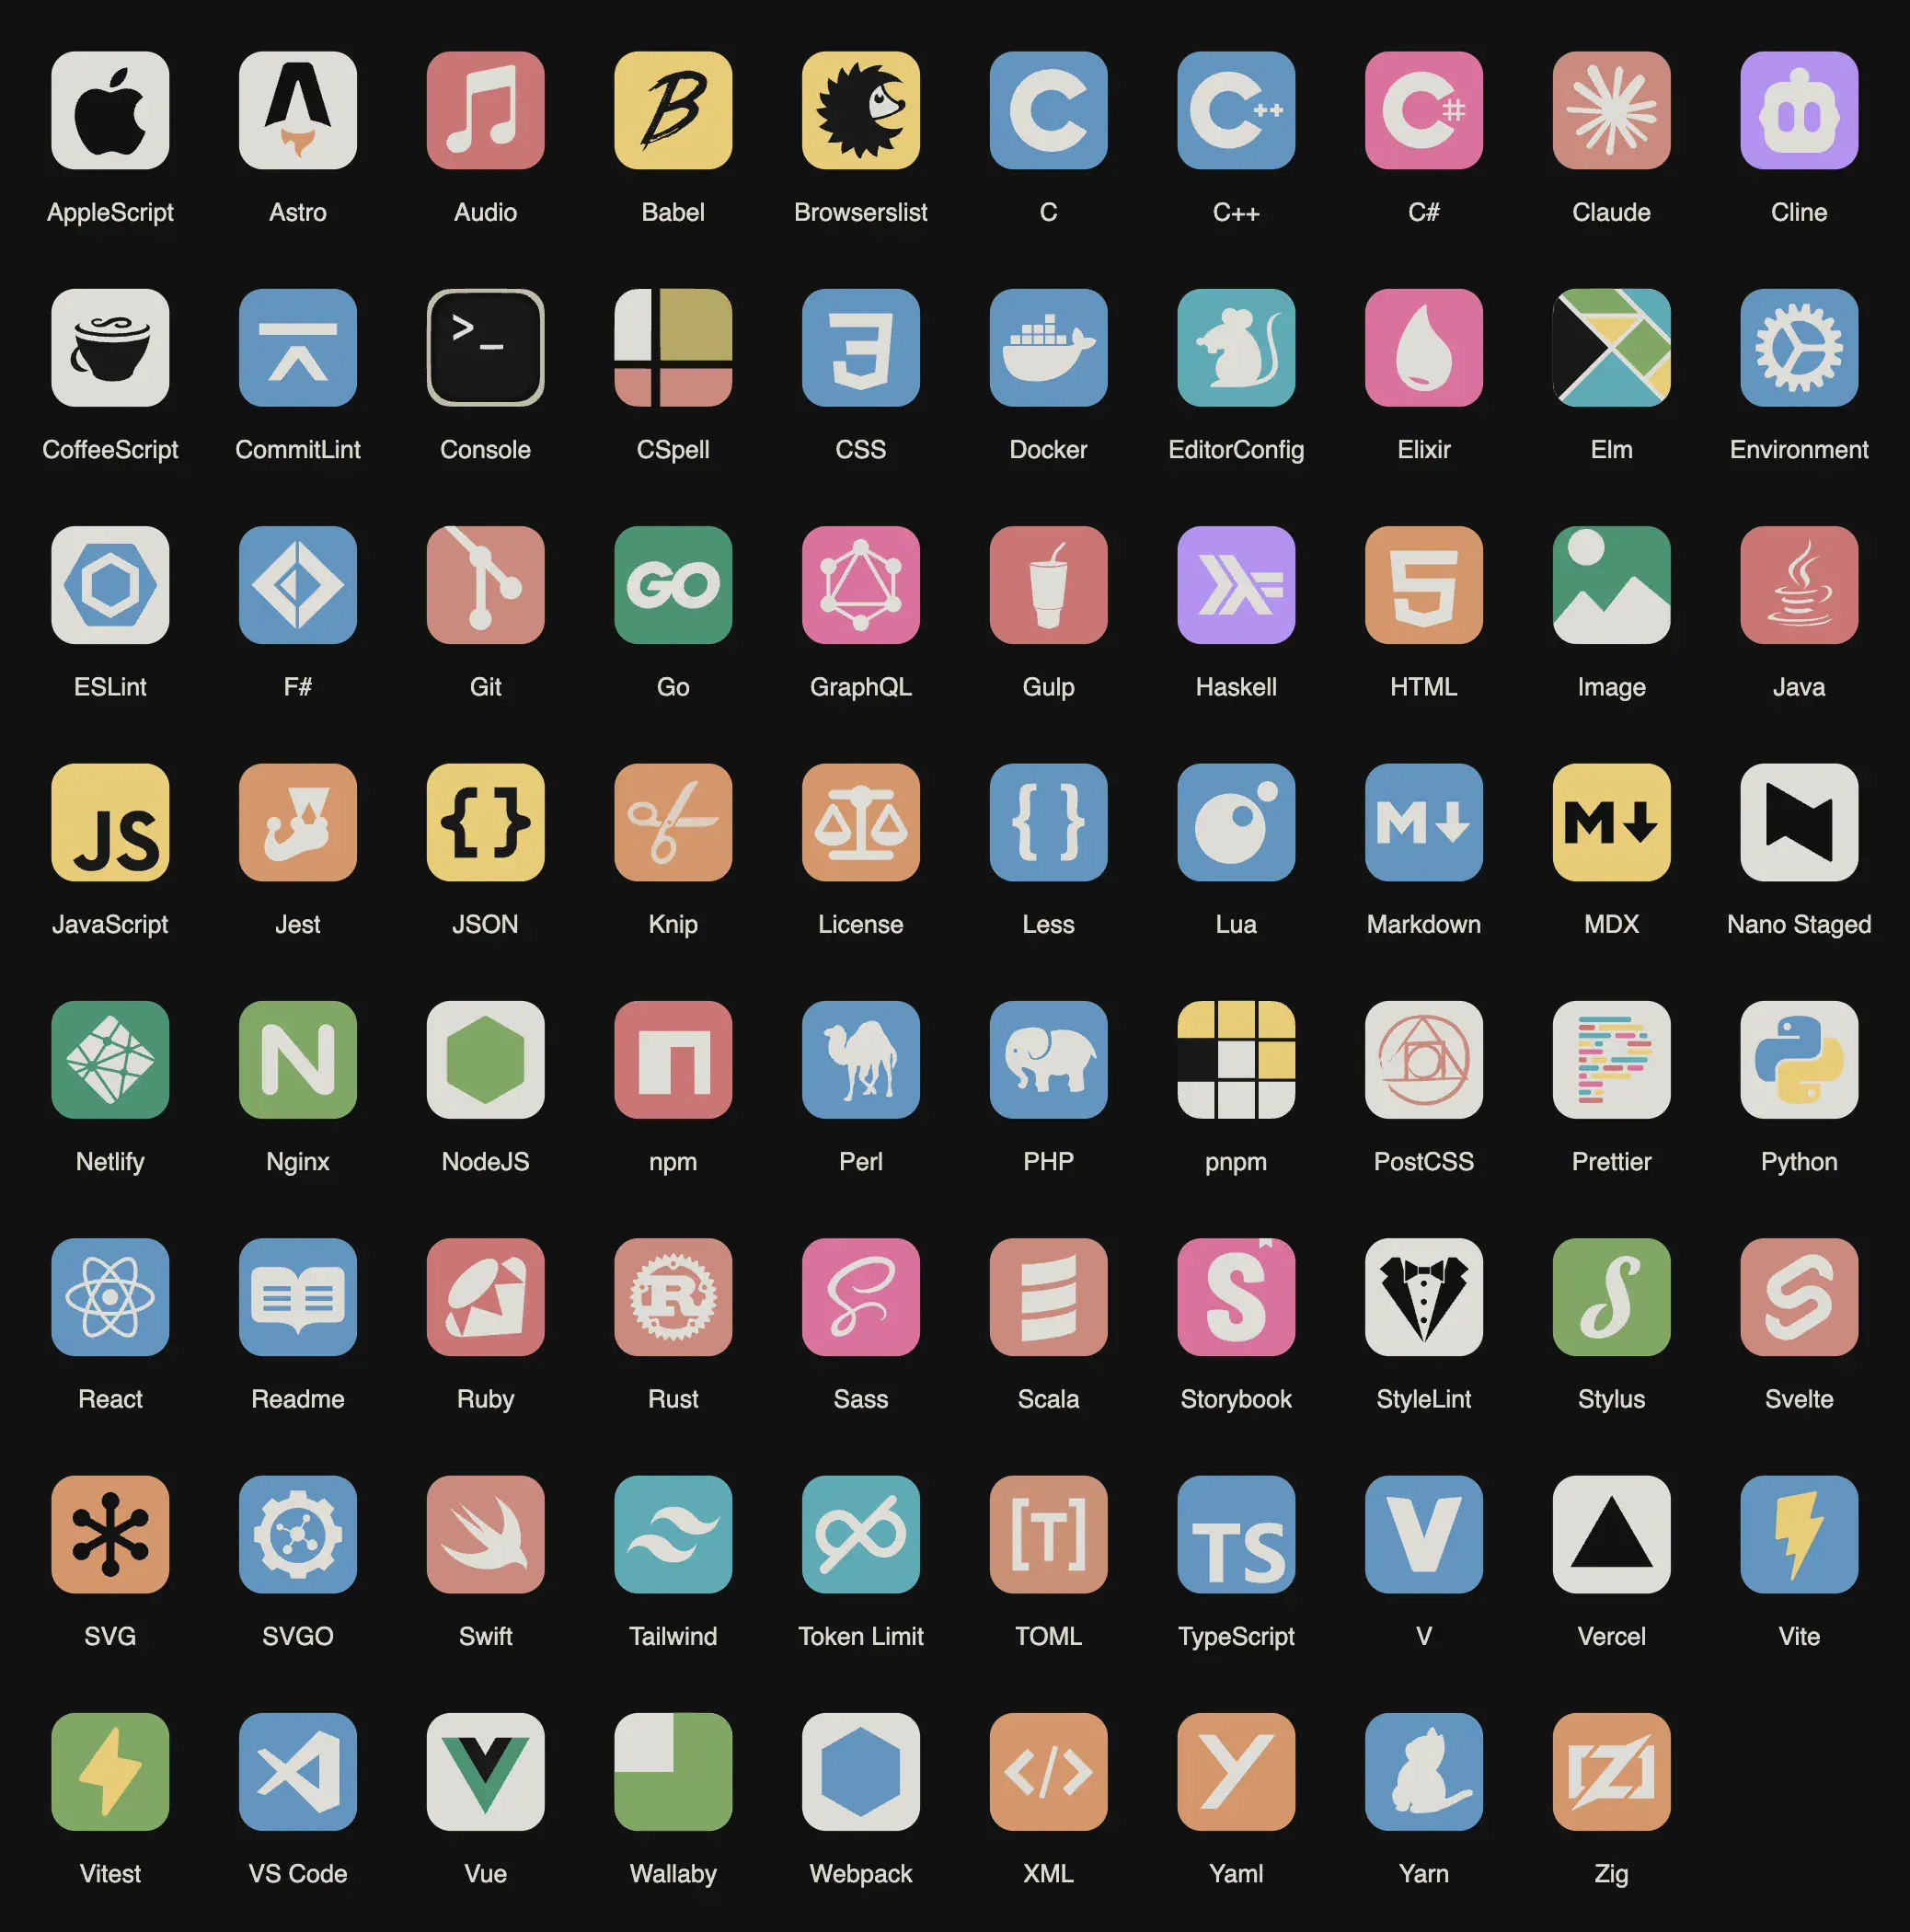 AppleScript Astro Audio Babel Browserslist C C++ C# Claude Cline
>_
CoffeeScript CommitLint Console CSpell CSS Docker EditorConfig Elixir Elm Environment
GO
ESLint F# Git Go GraphQL Gulp Haskell HTML Image Java
JS {} {} M M
JavaScript Jest JSON Knip License Less Lua Markdown MDX Nano Staged
N
Netlify Nginx NodeJS npm Perl PHP pnpm PostCSS Prettier Python
R S S
React Readme Ruby Rust Sass Scala Storybook StyleLint Stylus Svelte
[T] TS V
SVG SVGO Swift Tailwind Token Limit TOML TypeScript V Vercel Vite
</> Y Z
Vitest VS Code Vue Wallaby Webpack XML Yaml Yarn Zig